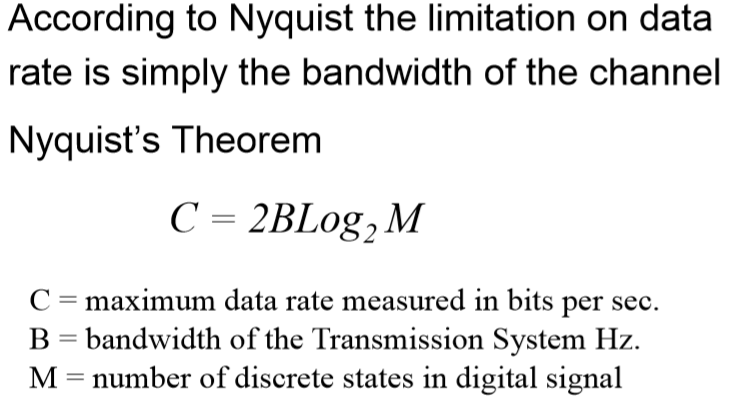 According to Nyquist the limitation on data
rate is simply the bandwidth of the channel
Nyquist’s Theorem
C = 2BLog₂ M
C = maximum data rate measured in bits per sec.
B = bandwidth of the Transmission System Hz.
M = number of discrete states in digital signal